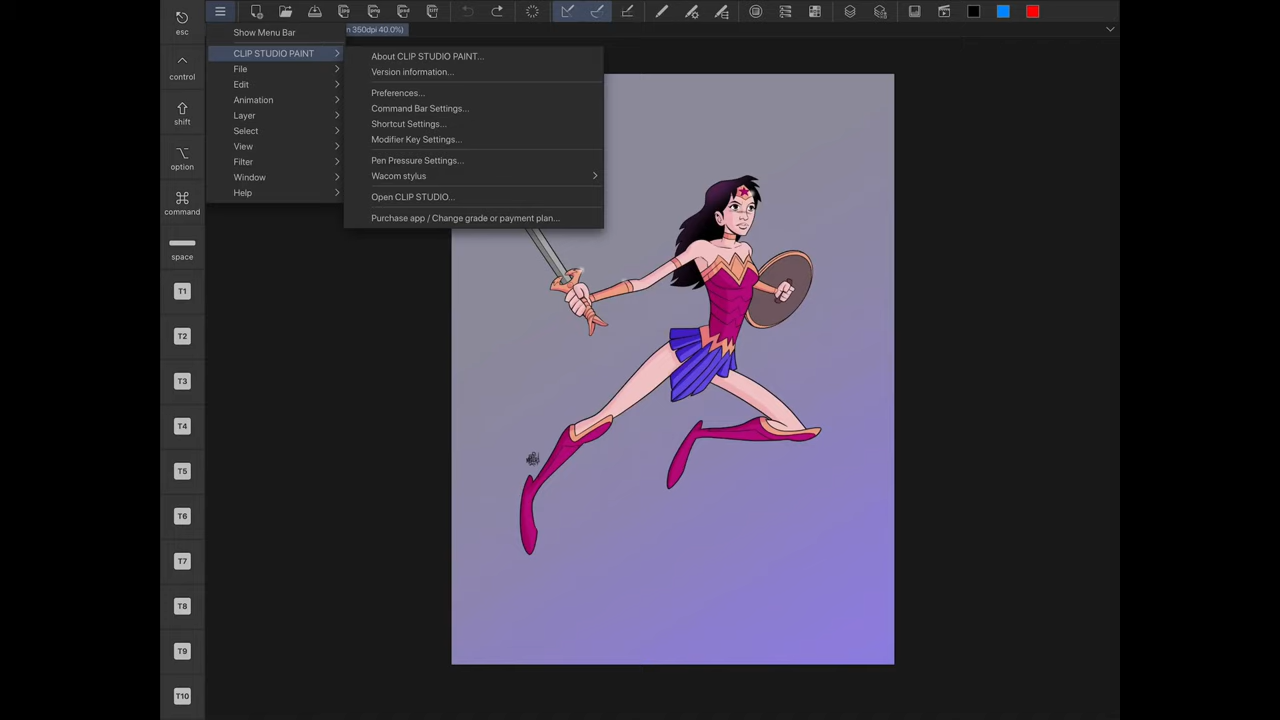 esc
control
shift
option
command
space
T1
T2
T3
T4
T5
T6
T7
T8
T9
T10
n 350dpi 40.0%)
Show Menu Bar
CLIP STUDIO PAINT
File
Edit
Animation
Layer
Select
View
Filter
Window
Help
About CLIP STUDIO PAINT...
Version information...
Preferences...
Command Bar Settings...
Shortcut Settings...
Modifier Key Settings...
Pen Pressure Settings...
Wacom stylus
Open CLIP STUDIO...
Purchase app / Change grade or payment plan...